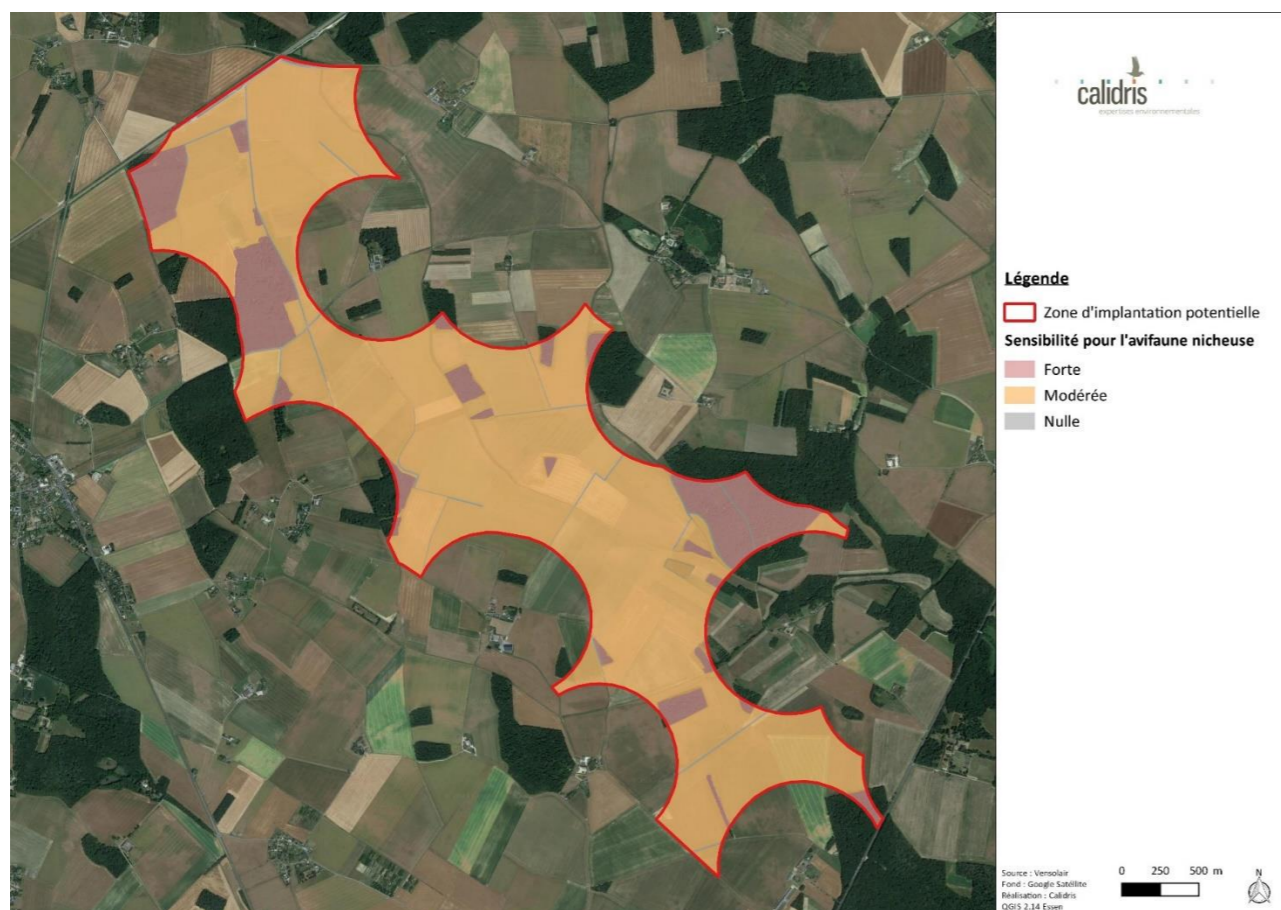 calidris
expertises environnementales
Légende
Zone d'implantation potentielle
Sensibilité pour l'avifaune nicheuse
Forte
Modérée
Nulle
Source : Vensolair
Fond : Google Satéllite
Réalisation : Calidris
QGIS 2.14 Essen
0 250 500 m
N